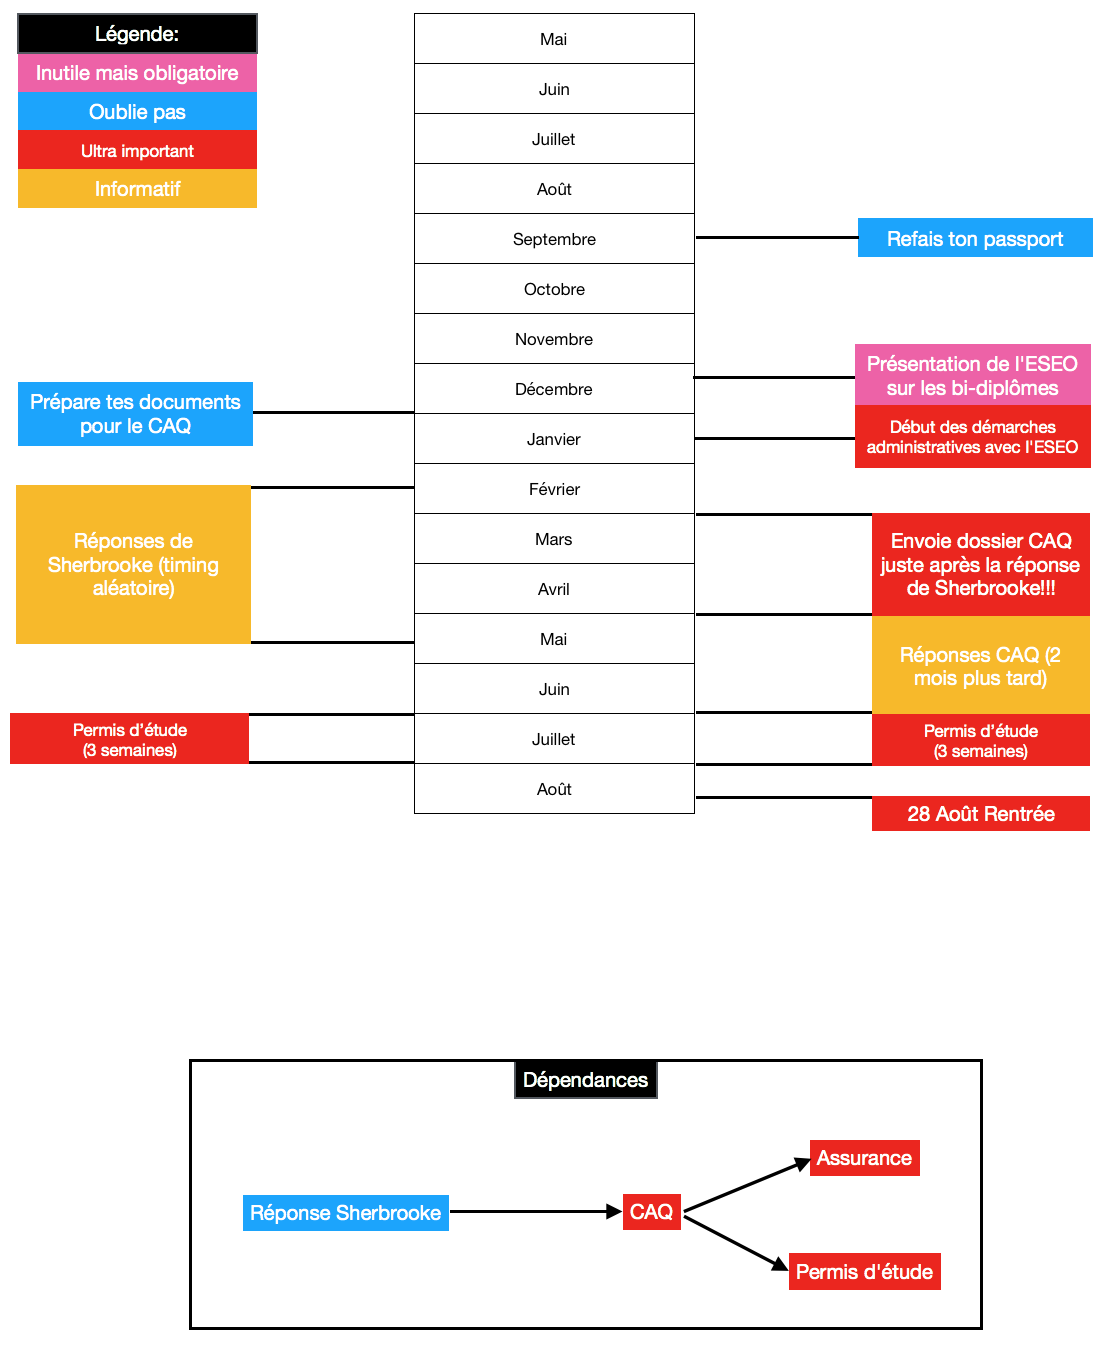 Légende:
Inutile mais obligatoire
Oublie pas
Ultra important
Informatif
Mai
Juin
Juillet
Août
Septembre
Octobre
Novembre
Décembre
Janvier
Février
Mars
Avril
Mai
Juin
Juillet
Août
Prépare tes documents
pour le CAQ
Réponses de
Sherbrooke (timing
aléatoire)
Permis d'étude
(3 semaines)
Refais ton passport
Présentation de l'ESEO
sur les bi-diplômes
Début des démarches
administratives avec l'ESEO
Envoie dossier CAQ
juste après la réponse
de Sherbrooke!!!
Réponses CAQ (2
mois plus tard)
Permis d'étude
(3 semaines)
28 Août Rentrée
Dépendances
Réponse Sherbrooke
CAQ
Assurance
Permis d'étude